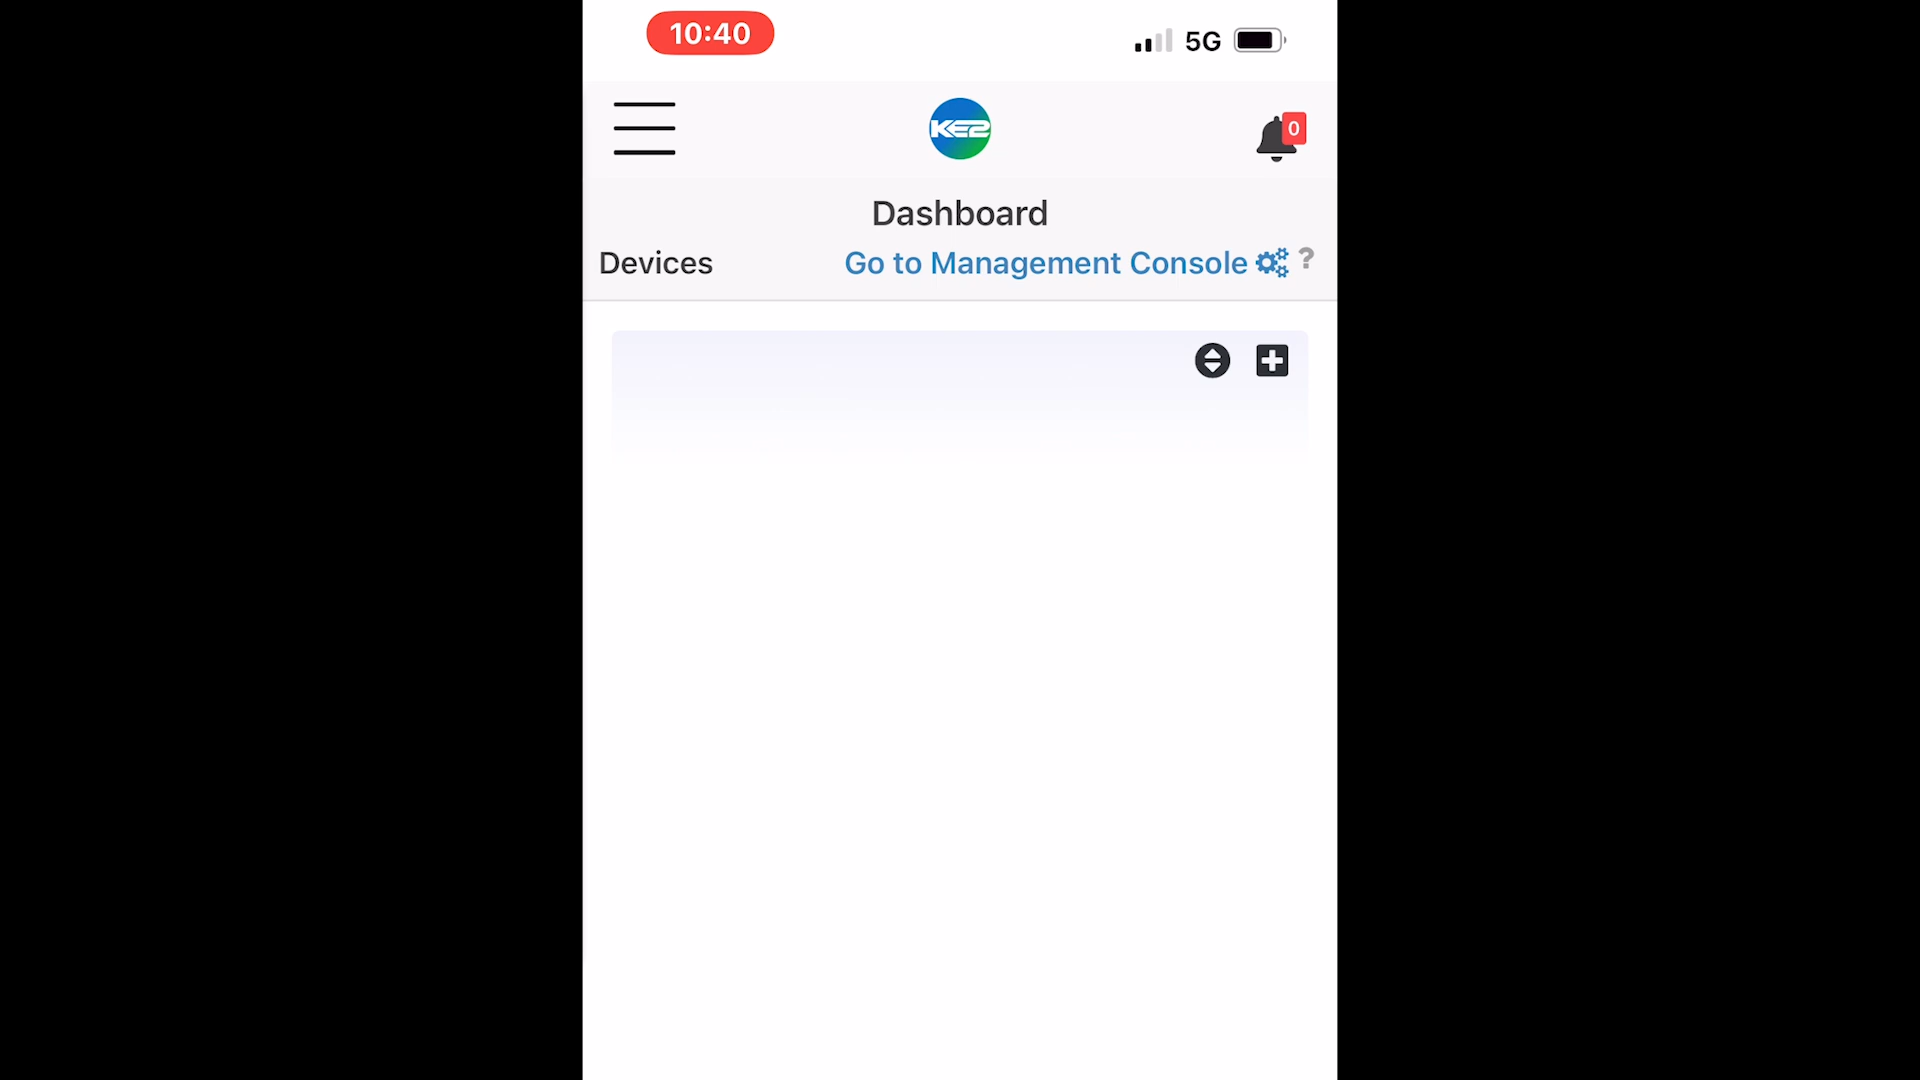 10:40
5G
KE2
0
Dashboard
Devices
Go to Management Console ?